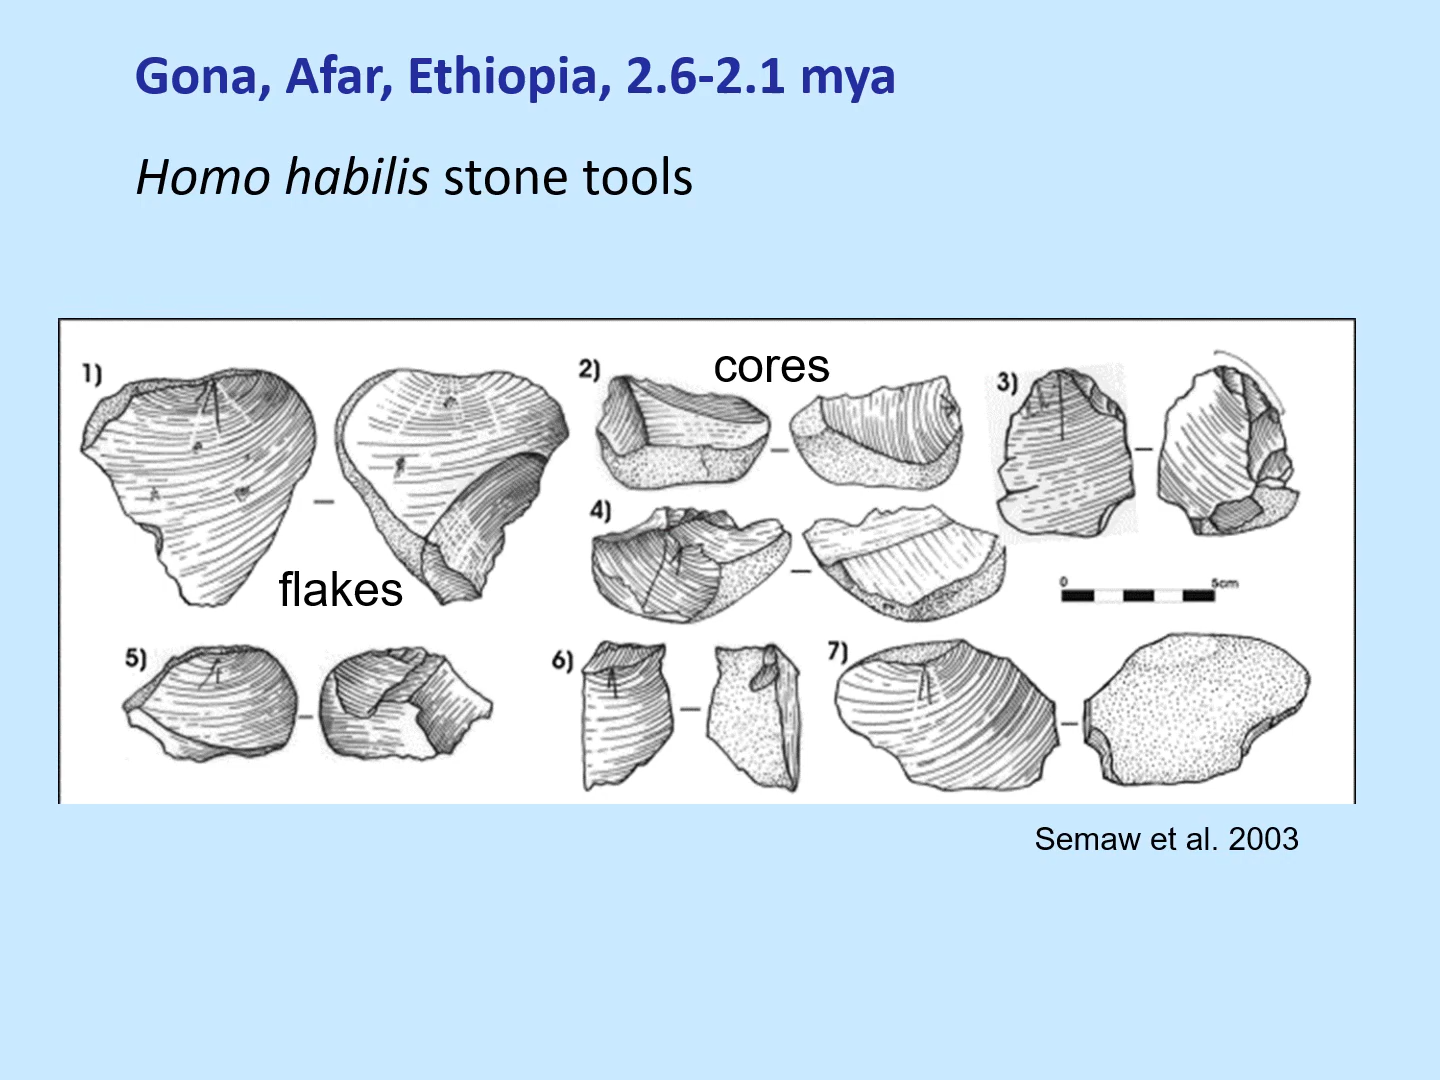 Gona, Afar, Ethiopia, 2.6-2.1 mya
Homo habilis stone tools
1)
2)
cores
3)
4)
0
5cm
flakes
5)
6)
7)
Semaw et al. 2003